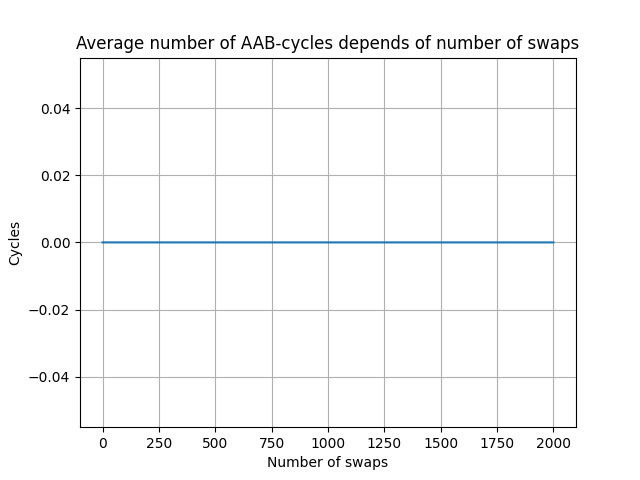 Average number of AAB-cycles depends of number of swaps
0.04
0.02
0.00
−0.02
−0.04
Cycles
0 250 500 750 1000 1250 1500 1750 2000
Number of swaps